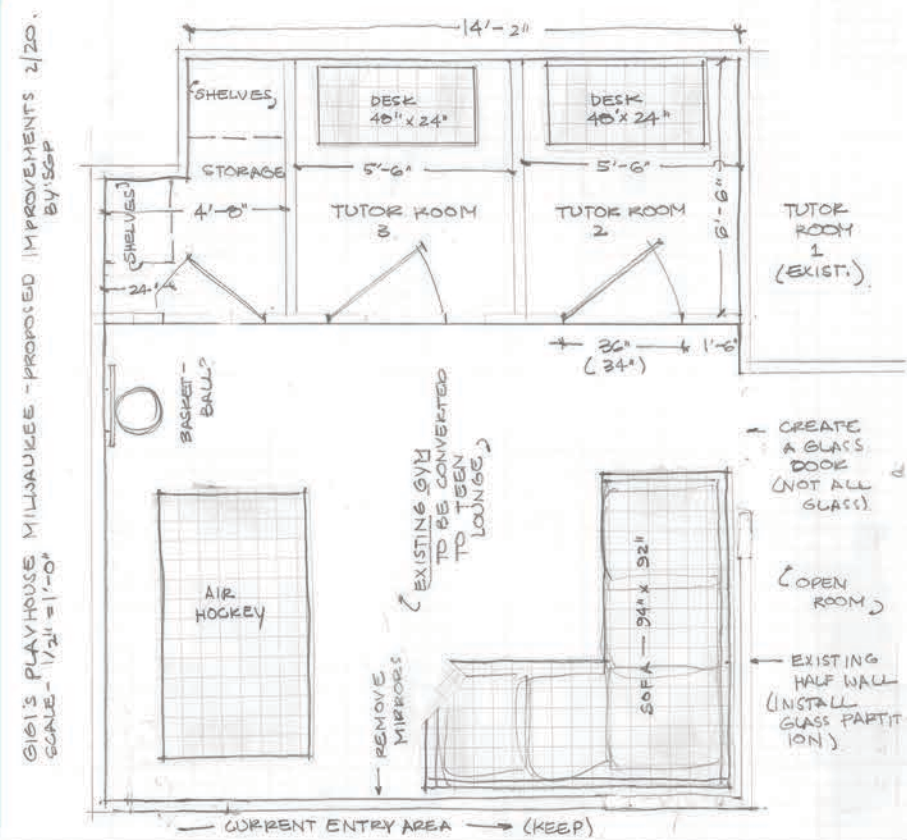 GIGI'S PLAYHOUSE MILWAUKEE - PROPOSED IMPROVEMENTS 2/20.
SCALE - 1/2" = 1'-0"
BY: SGP
14'-2"
SHELVES
DESK
48" x 24"
DESK
48" x 24"
STORAGE
5'-6"
5'-6"
SHELVES
4'-8"
TUTOR ROOM
3
TUTOR ROOM
2
6'-6"
TUTOR
ROOM
1
(EXIST.)
24"
36"
(34")
1'-6"
BASKET-
BALL
EXISTING GYM
TO BE CONVERTED
TO TEEN
LOUNGE
CREATE
A GLASS
DOOR
(NOT ALL
GLASS)
AIR
HOCKEY
SOFA — 94" x 92"
OPEN
ROOM
REMOVE
MIRRORS
EXISTING
HALF WALL
(INSTALL
GLASS PARTIT
ION)
CURRENT ENTRY AREA → (KEEP)